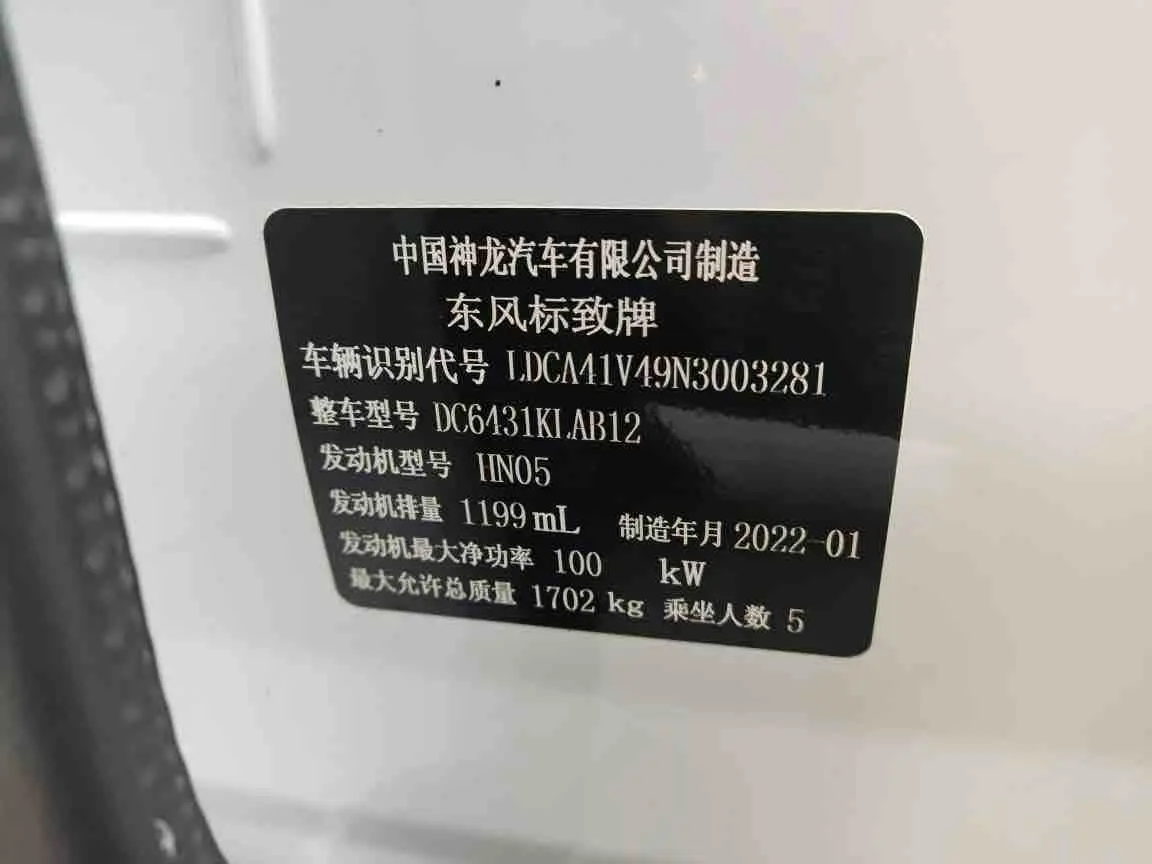 中国神龙汽车有限公司制造
东风标致牌
车辆识别代号 LDCA41V49N3003281
整车型号 DC6431KLAB12
发动机型号 HN05
发动机排量 1199 mL 制造年月 2022-01
发动机最大净功率 100 kW
最大允许总质量 1702 kg 乘坐人数 5